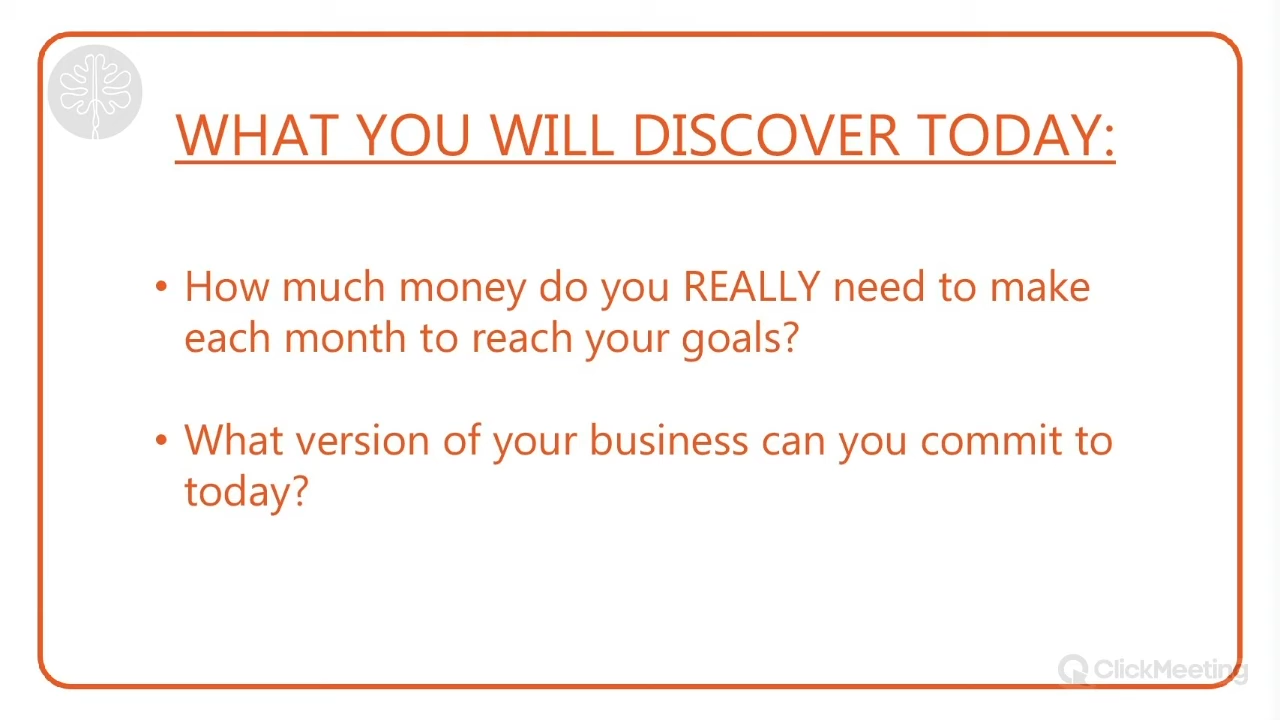 WHAT YOU WILL DISCOVER TODAY:
• How much money do you REALLY need to make
each month to reach your goals?
• What version of your business can you commit to
today?
ClickMeeting